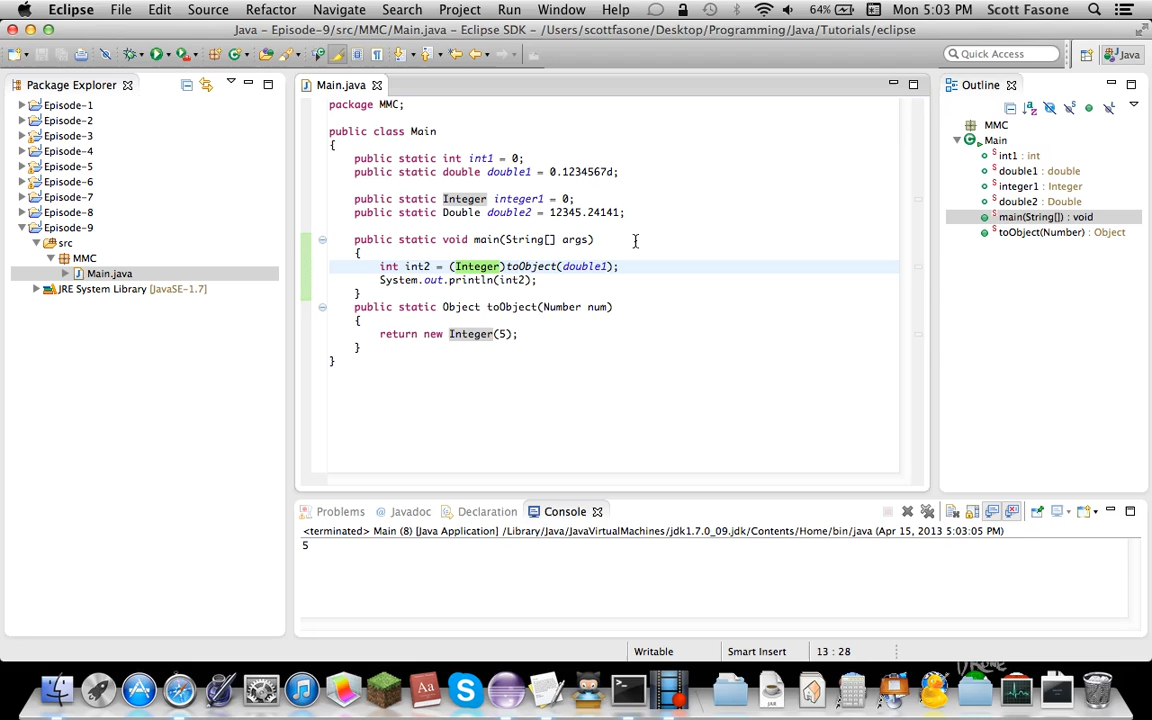 Eclipse File Edit Source Refactor Navigate Search Project Run Window Help 64% Mon 5:03 PM Scott Fasone
Java – Episode-9/src/MMC/Main.java – Eclipse SDK – /Users/scottfasone/Desktop/Programming/Java/Tutorials/eclipse
Quick Access Java
Package Explorer
Episode-1
Episode-2
Episode-3
Episode-4
Episode-5
Episode-6
Episode-7
Episode-8
Episode-9
src
MMC
Main.java
JRE System Library [JavaSE-1.7]
Main.java
package MMC;
public class Main
{
public static int int1 = 0;
public static double double1 = 0.1234567d;
public static Integer integer1 = 0;
public static Double double2 = 12345.24141;
public static void main(String[] args)
{
int int2 = (Integer)toObject(double1);
System.out.println(int2);
}
public static Object toObject(Number num)
{
return new Integer(5);
}
}
Outline
MMC
Main
int1 : int
double1 : double
integer1 : Integer
double2 : Double
main(String[]) : void
toObject(Number) : Object
Problems Javadoc Declaration Console
<terminated> Main (8) [Java Application] /Library/Java/JavaVirtualMachines/jdk1.7.0_09.jdk/Contents/Home/bin/java (Apr 15, 2013 5:03:05 PM)
5
Writable Smart Insert 13 : 28
Aa
JAR